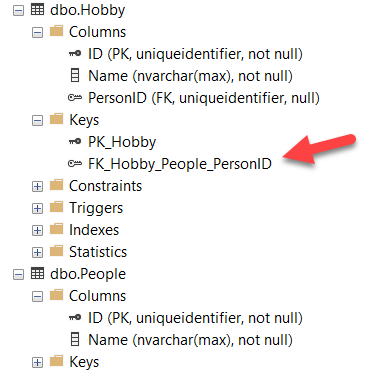 dbo.Hobby
Columns
ID (PK, uniqueidentifier, not null)
Name (nvarchar(max), not null)
PersonID (FK, uniqueidentifier, null)
Keys
PK_Hobby
FK_Hobby_People_PersonID
Constraints
Triggers
Indexes
Statistics
dbo.People
Columns
ID (PK, uniqueidentifier, not null)
Name (nvarchar(max), not null)
Keys